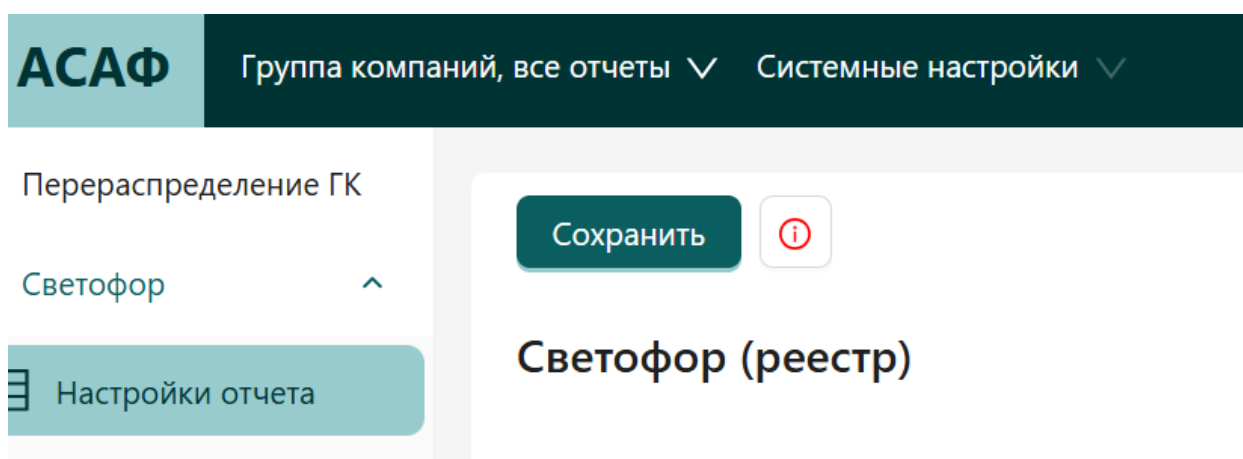 АСАФ
Группа компаний, все отчеты
Системные настройки
Перераспределение ГК
Светофор
Настройки отчета
Сохранить
Светофор (реестр)